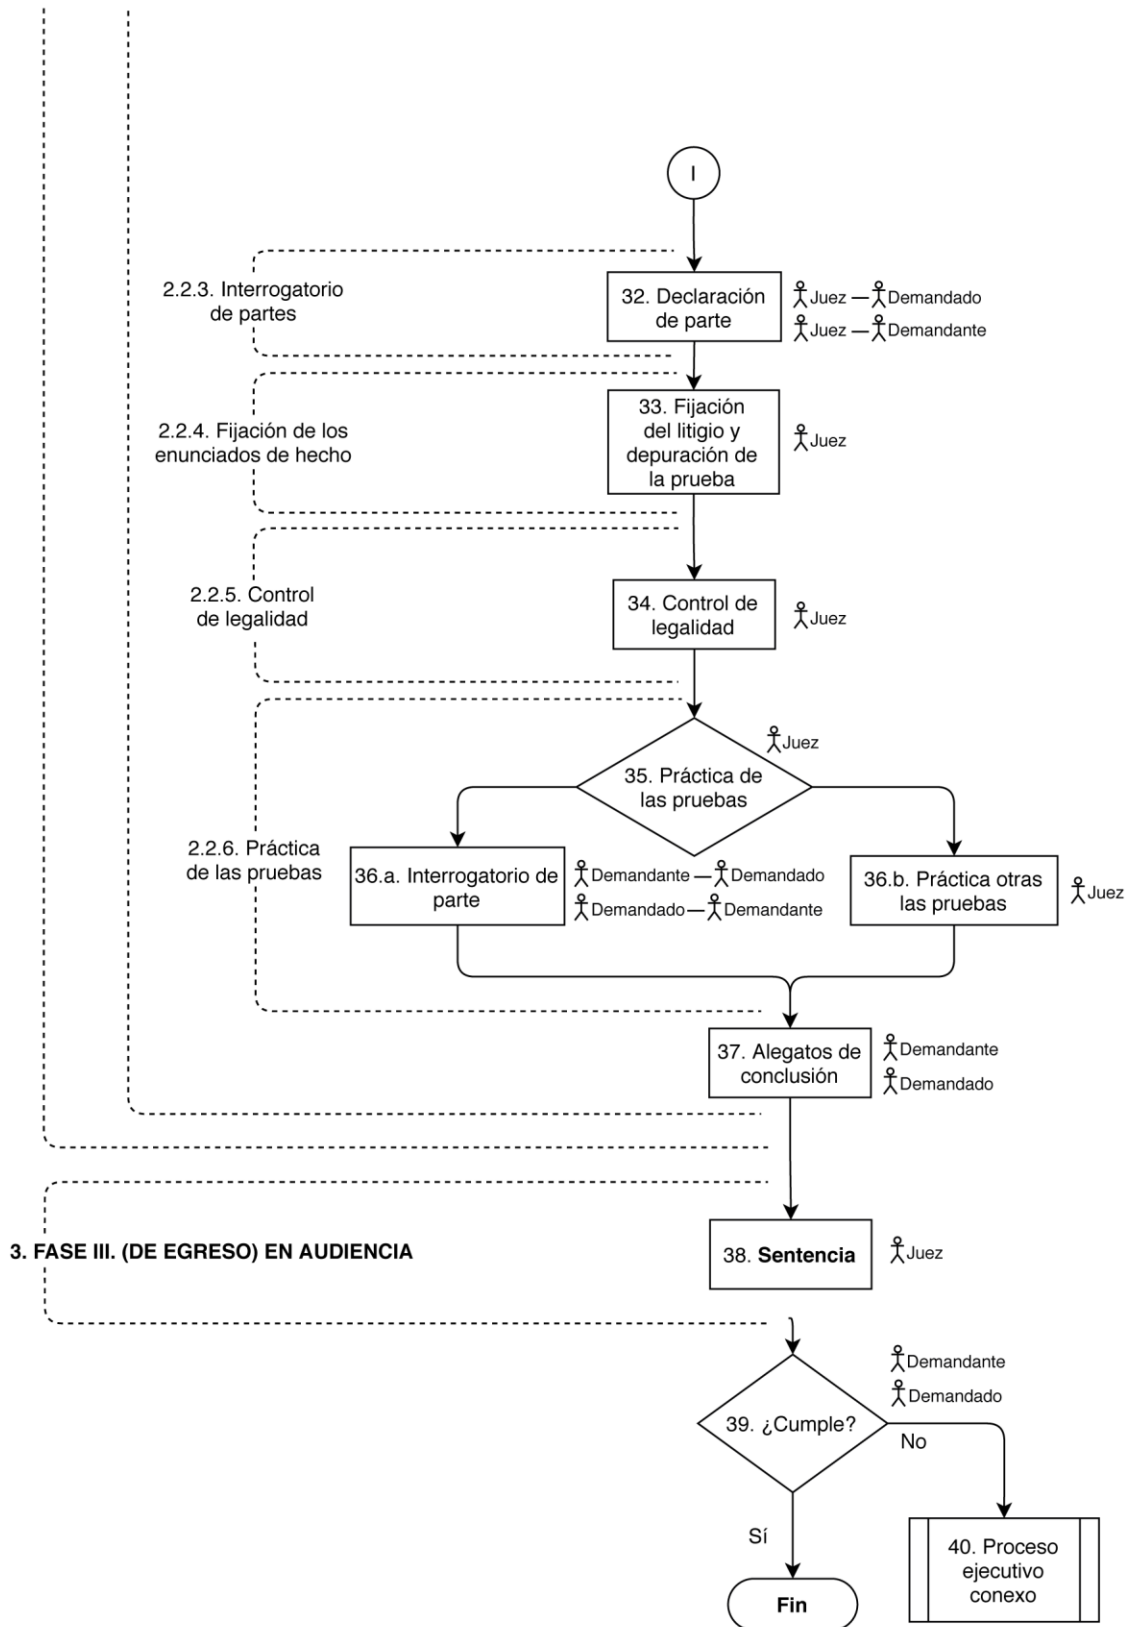 I
2.2.3. Interrogatorio
de partes
32. Declaración
de parte
Juez — Demandado
Juez — Demandante
2.2.4. Fijación de los
enunciados de hecho
33. Fijación
del litigio y
depuración de
la prueba
Juez
2.2.5. Control
de legalidad
34. Control de
legalidad
Juez
Juez
35. Práctica de
las pruebas
2.2.6. Práctica
de las pruebas
36.a. Interrogatorio de
parte
Demandante — Demandado
Demandado — Demandante
36.b. Práctica otras
las pruebas
Juez
37. Alegatos de
conclusión
Demandante
Demandado
3. FASE III. (DE EGRESO) EN AUDIENCIA
38. Sentencia
Juez
Demandante
Demandado
39. ¿Cumple?
No
Sí
40. Proceso
ejecutivo
conexo
Fin